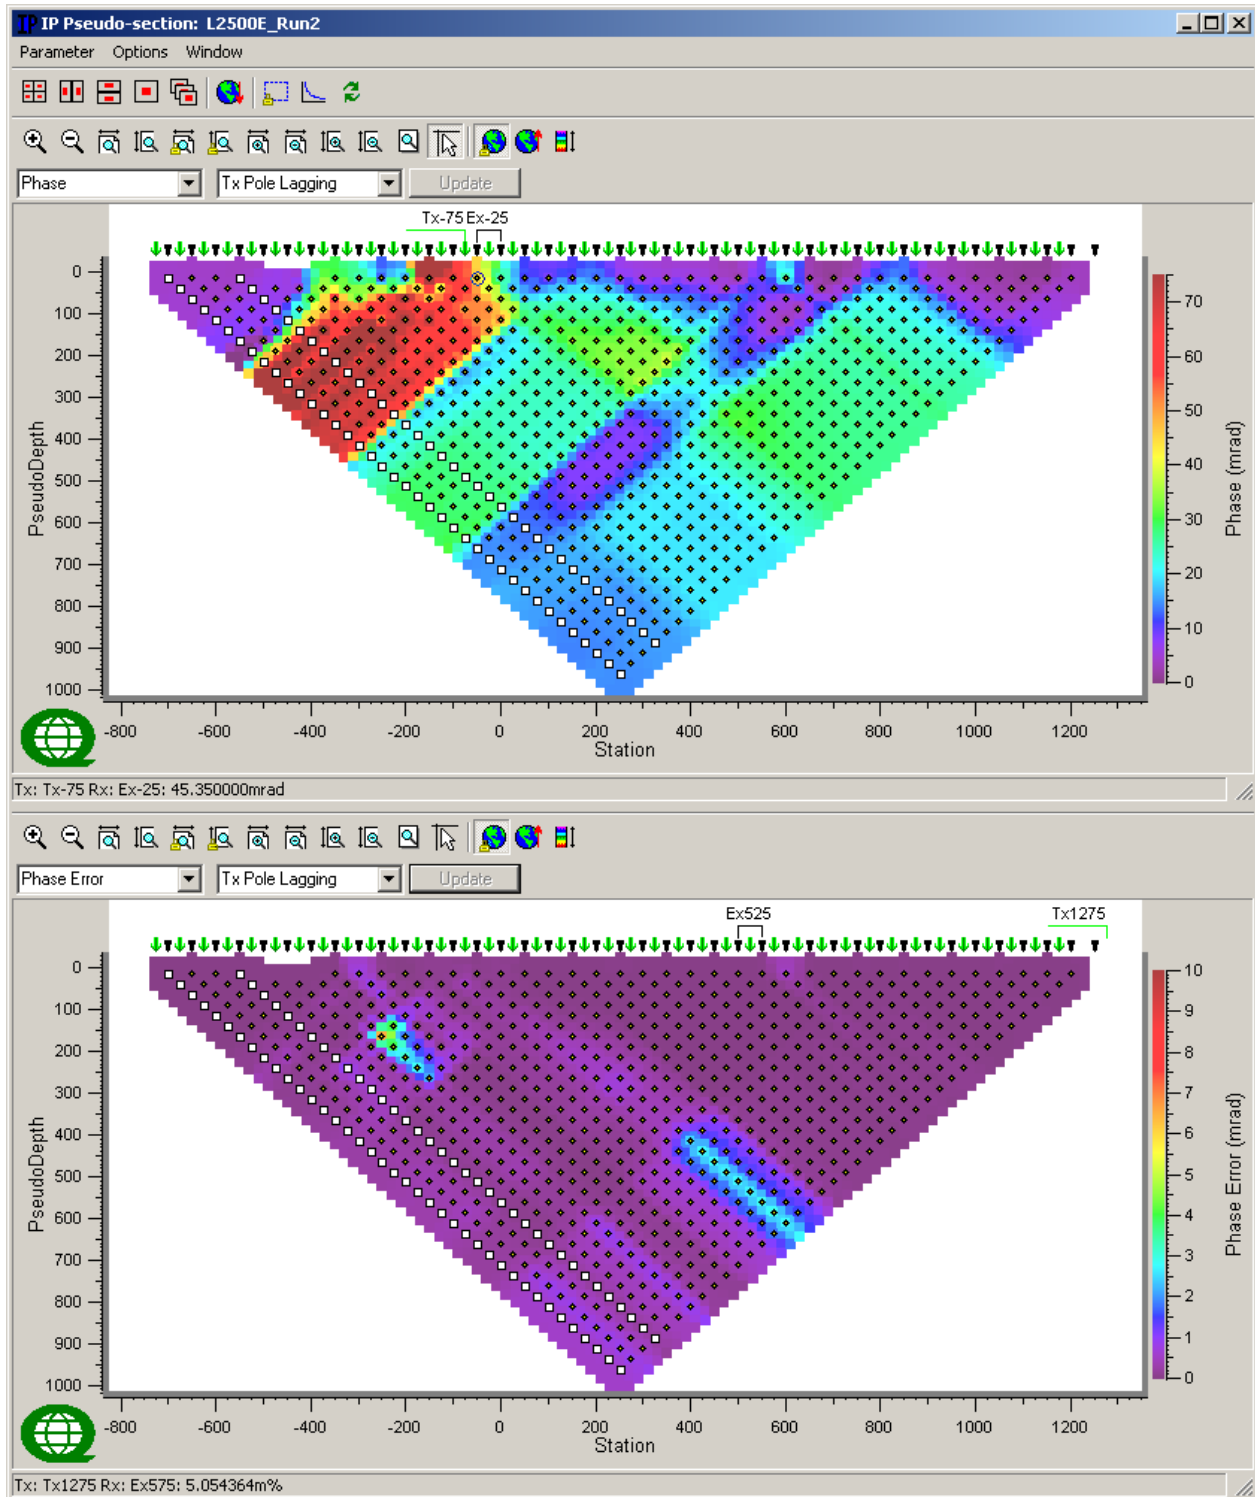 IP IP Pseudo-section: L2500E_Run2
Parameter Options Window
Phase Tx Pole Lagging Update
Tx-75 Ex-25
0
100
200
300
400
500
600
700
800
900
1000
PseudoDepth
-800 -600 -400 -200 0 200 400 600 800 1000 1200
Station
70
60
50
40
30
20
10
0
Phase (mrad)
Tx: Tx-75 Rx: Ex-25: 45.350000mrad
Phase Error Tx Pole Lagging Update
Ex525 Tx1275
0
100
200
300
400
500
600
700
800
900
1000
PseudoDepth
-800 -600 -400 -200 0 200 400 600 800 1000 1200
Station
10
9
8
7
6
5
4
3
2
1
0
Phase Error (mrad)
Tx: Tx1275 Rx: Ex575: 5.054364m%